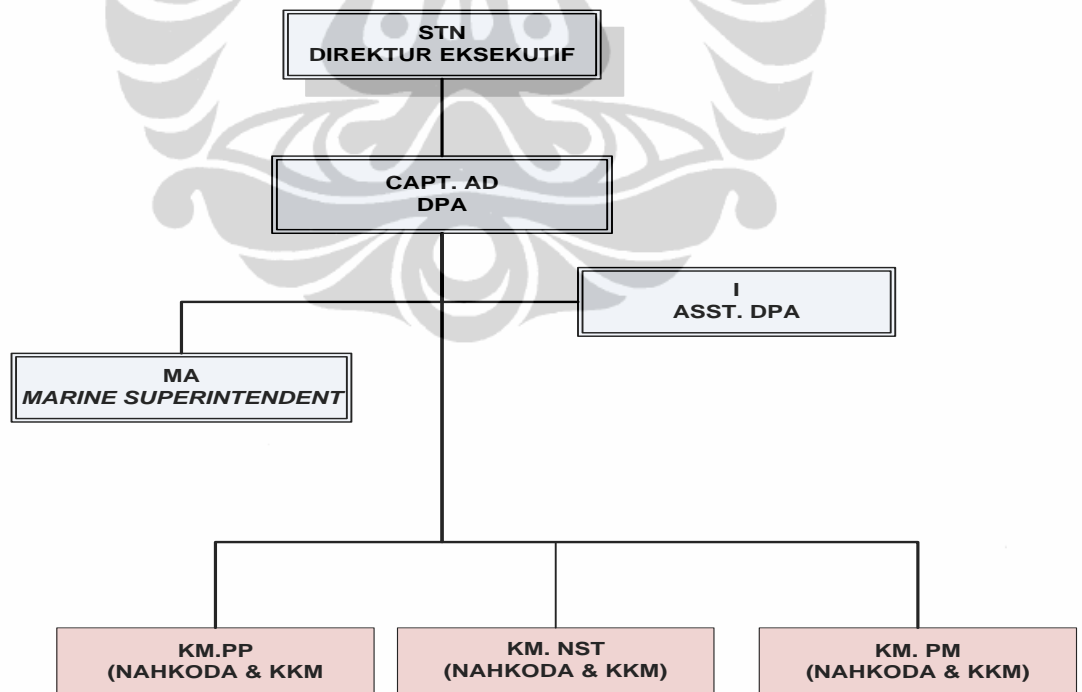 STN
DIREKTUR EKSEKUTIF
CAPT. AD
DPA
I
ASST. DPA
MA
MARINE SUPERINTENDENT
KM.PP
(NAHKODA & KKM
KM. NST
(NAHKODA & KKM)
KM. PM
(NAHKODA & KKM)